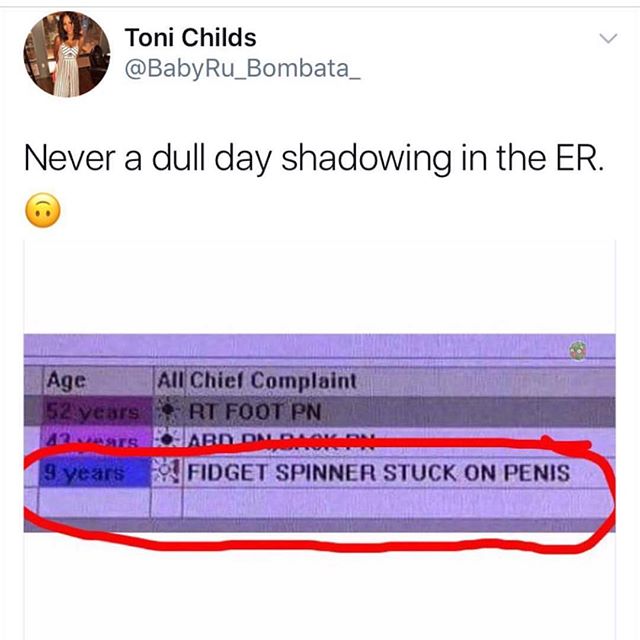 Toni Childs
@BabyRu_Bombata_
Never a dull day shadowing in the ER.
🙃
Age All Chief Complaint
52 years RT FOOT PN
43 years ABD PN, BACK PN
9 years FIDGET SPINNER STUCK ON PENIS